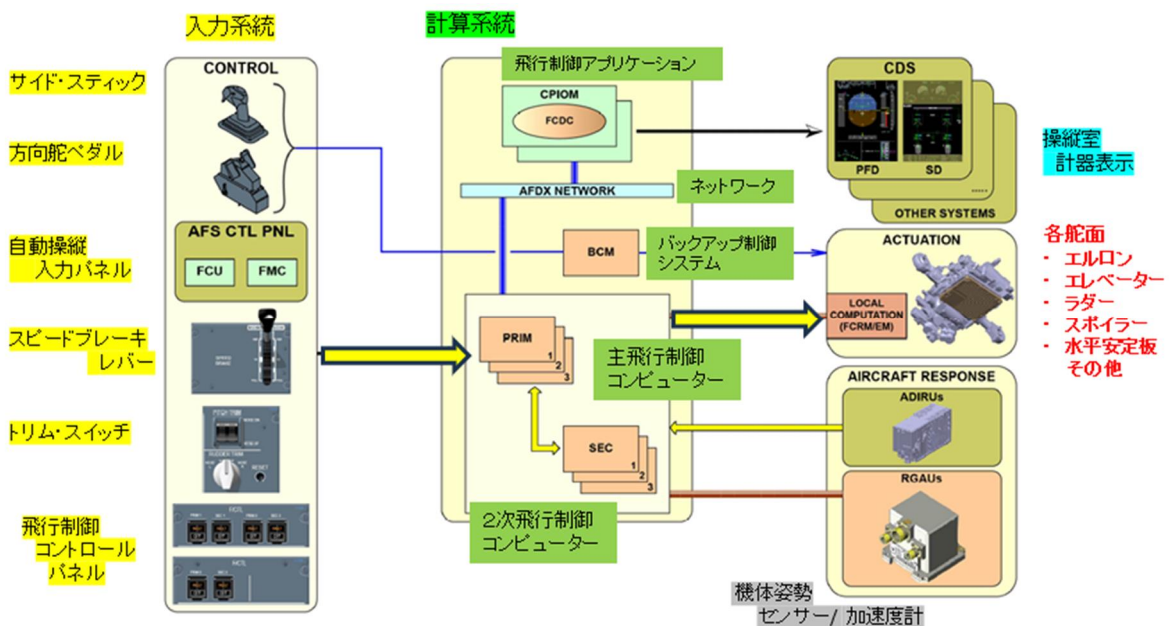 入力系統
計算系統
サイド・スティック
方向舵ペダル
自動操縦
入力パネル
スピードブレーキ
レバー
トリム・スイッチ
飛行制御
コントロール
パネル
CONTROL
AFS CTL PNL
FCU
FMC
飛行制御アプリケーション
CPIOM
FCDC
AFDX NETWORK
ネットワーク
BCM
バックアップ制御
システム
PRIM
1
2
3
主飛行制御
コンピューター
SEC
1
2
3
2次飛行制御
コンピューター
CDS
PFD
SD
OTHER SYSTEMS
操縦室
計器表示
ACTUATION
LOCAL
COMPUTATION
(FCRM/EM)
各舵面
- エルロン
- エレベーター
- ラダー
- スポイラー
- 水平安定板
その他
AIRCRAFT RESPONSE
ADIRUs
RGAUs
機体姿勢
センサー/ 加速度計